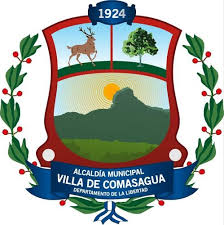 1924
ALCALDÍA MUNICIPAL
VILLA DE COMASAGUA
DEPARTAMENTO DE LA LIBERTAD